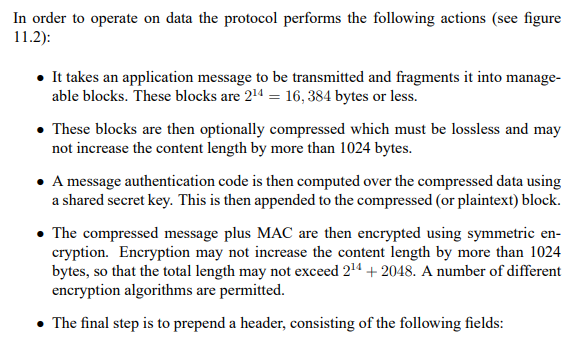 In order to operate on data the protocol performs the following actions (see figure
11.2):
• It takes an application message to be transmitted and fragments it into manage-
able blocks. These blocks are 2¹⁴ = 16, 384 bytes or less.
• These blocks are then optionally compressed which must be lossless and may
not increase the content length by more than 1024 bytes.
• A message authentication code is then computed over the compressed data using
a shared secret key. This is then appended to the compressed (or plaintext) block.
• The compressed message plus MAC are then encrypted using symmetric en-
cryption. Encryption may not increase the content length by more than 1024
bytes, so that the total length may not exceed 2¹⁴ + 2048. A number of different
encryption algorithms are permitted.
• The final step is to prepend a header, consisting of the following fields: